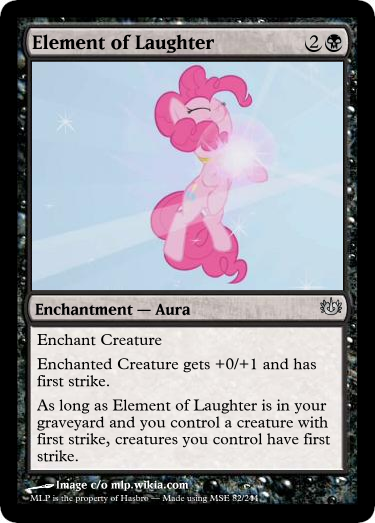 Element of Laughter 2
Enchantment — Aura
Enchant Creature
Enchanted Creature gets +0/+1 and has
first strike.
As long as Element of Laughter is in your
graveyard and you control a creature with
first strike, creatures you control have first
strike.
Image c/o mlp.wikia.com
MLP is the property of Hasbro — Made using MSE 82/244